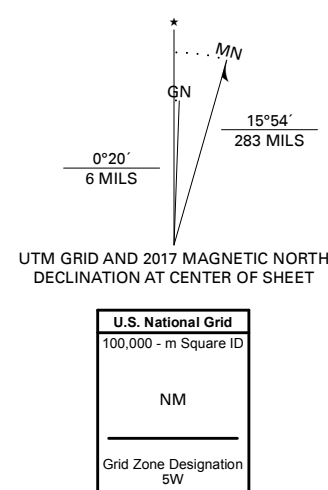 ★
MN
GN
15°54´
283 MILS
0°20´
6 MILS
UTM GRID AND 2017 MAGNETIC NORTH
DECLINATION AT CENTER OF SHEET
U.S. National Grid
100,000 - m Square ID
NM
Grid Zone Designation
5W